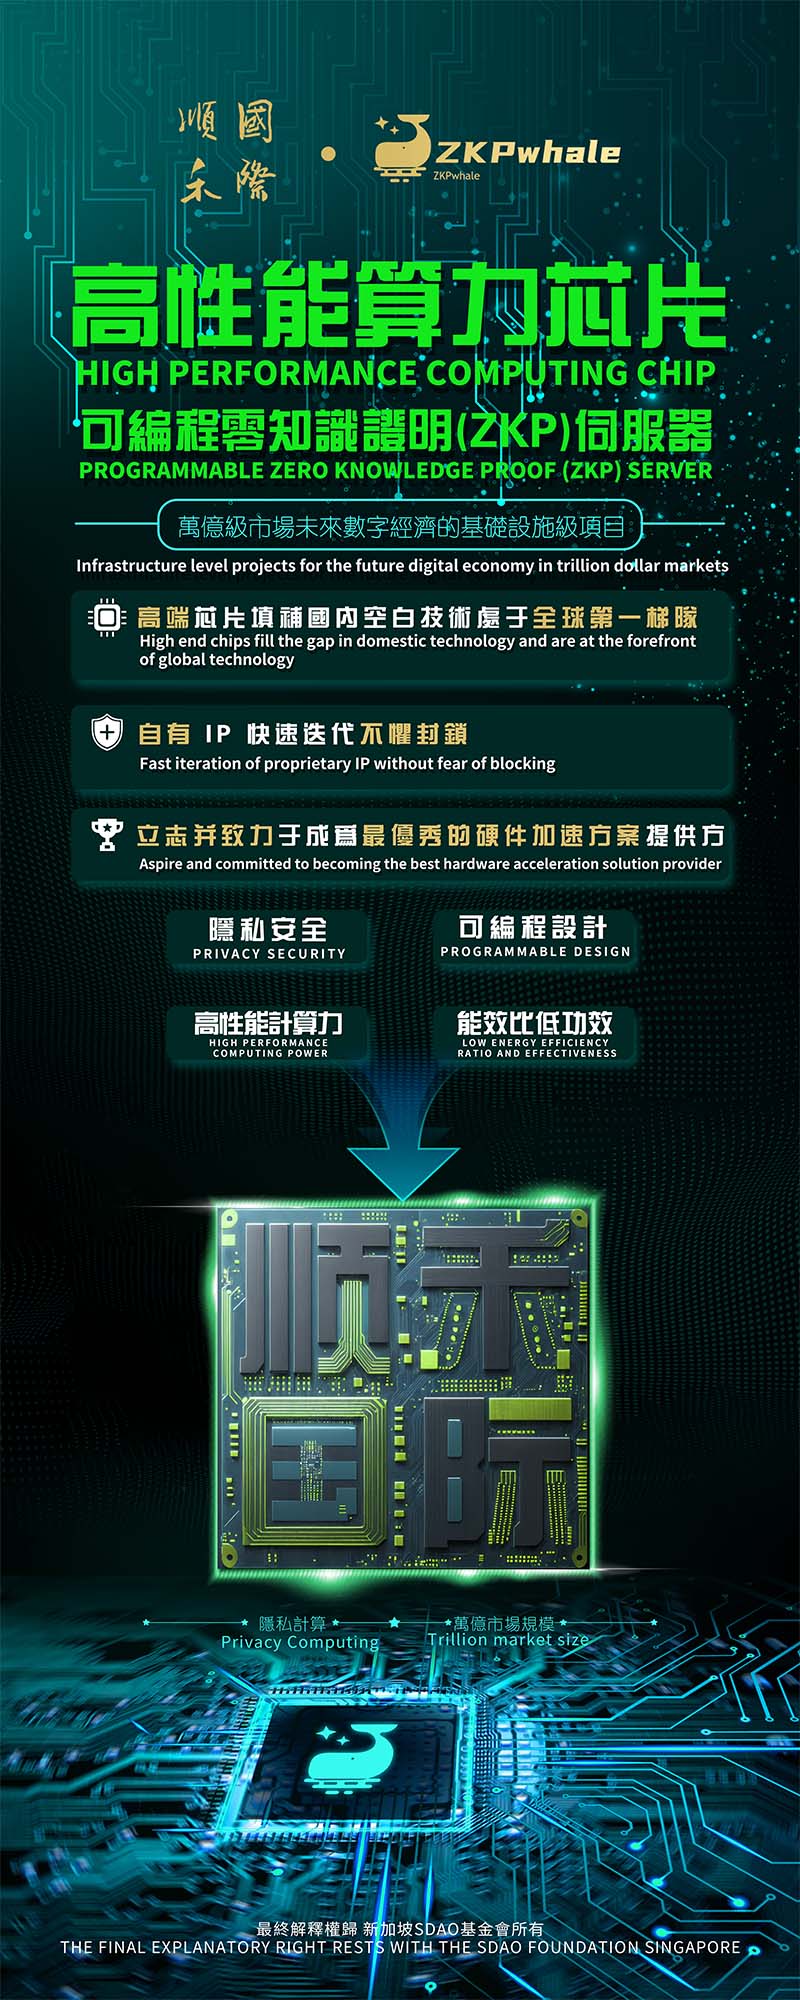 順國
禾際
ZKPwhale
ZKPwhale
高性能算力芯片
HIGH PERFORMANCE COMPUTING CHIP
可編程零知識證明(ZKP)伺服器
PROGRAMMABLE ZERO KNOWLEDGE PROOF (ZKP) SERVER
萬億級市場未來數字經濟的基礎設施級項目
Infrastructure level projects for the future digital economy in trillion dollar markets
高端芯片填補國內空白技術處于全球第一梯隊
High end chips fill the gap in domestic technology and are at the forefront
of global technology
自有 IP 快速迭代不懼封鎖
Fast iteration of proprietary IP without fear of blocking
立志并致力于成爲最優秀的硬件加速方案提供方
Aspire and committed to becoming the best hardware acceleration solution provider
隱私安全
PRIVACY SECURITY
可編程設計
PROGRAMMABLE DESIGN
高性能計算力
HIGH PERFORMANCE
COMPUTING POWER
能效比低功效
LOW ENERGY EFFICIENCY
RATIO AND EFFECTIVENESS
顺禾
国际
隱私計算
Privacy Computing
萬億市場規模
Trillion market size
最終解釋權歸 新加坡SDAO基金會所有
THE FINAL EXPLANATORY RIGHT RESTS WITH THE SDAO FOUNDATION SINGAPORE